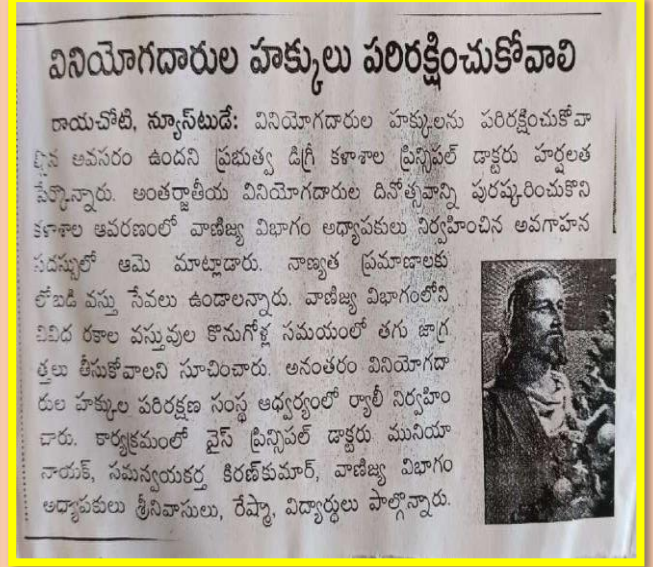 వినియోగదారుల హక్కులు పరిరక్షించుకోవాలి
రాయచోటి, న్యూస్‌టుడే: వినియోగదారుల హక్కులను పరిరక్షించుకోవా
ల్సిన అవసరం ఉందని ప్రభుత్వ డిగ్రీ కళాశాల ప్రిన్సిపల్ డాక్టరు హర్షలత
పేర్కొన్నారు. అంతర్జాతీయ వినియోగదారుల దినోత్సవాన్ని పురష్కరించుకొని
కళాశాల ఆవరణంలో వాణిజ్య విభాగం అధ్యాపకులు నిర్వహించిన అవగాహన
సదస్సులో ఆమె మాట్లాడారు. నాణ్యత ప్రమాణాలకు
లోబడి వస్తు సేవలు ఉండాలన్నారు. వాణిజ్య విభాగంలోని
వివిధ రకాల వస్తువుల కొనుగోళ్ల సమయంలో తగు జాగ్ర
త్తలు తీసుకోవాలని సూచించారు. అనంతరం వినియోగదా
రుల హక్కుల పరిరక్షణ సంస్థ ఆధ్వర్యంలో ర్యాలీ నిర్వహిం
చారు. కార్యక్రమంలో వైస్ ప్రిన్సిపల్ డాక్టరు మునియా
నాయక్, సమన్వయకర్త కిరణ్‌కుమార్, వాణిజ్య విభాగం
అధ్యాపకులు శ్రీనివాసులు, రేష్మా, విద్యార్థులు పాల్గొన్నారు.